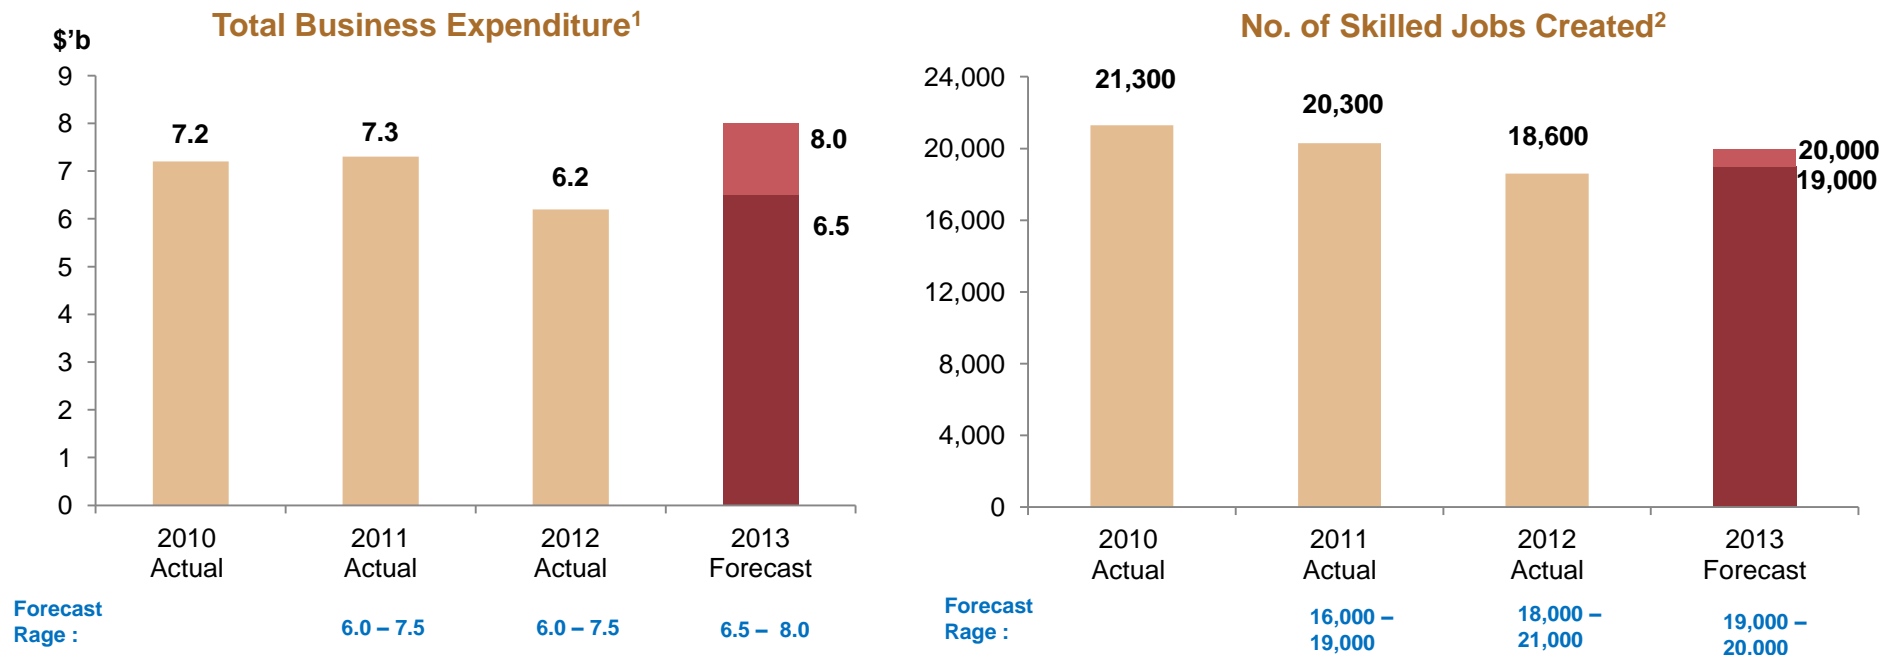 Total Business Expenditure1
$'b
9
8
7
6
5
4
3
2
1
0
7.2
7.3
6.2
8.0
6.5
2010
Actual
2011
Actual
2012
Actual
2013
Forecast
Forecast
Rage :
6.0 – 7.5
6.0 – 7.5
6.5 – 8.0
No. of Skilled Jobs Created2
24,000
20,000
16,000
12,000
8,000
4,000
0
21,300
20,300
18,600
20,000
19,000
2010
Actual
2011
Actual
2012
Actual
2013
Forecast
Forecast
Rage :
16,000 –
19,000
18,000 –
21,000
19,000 –
20,000